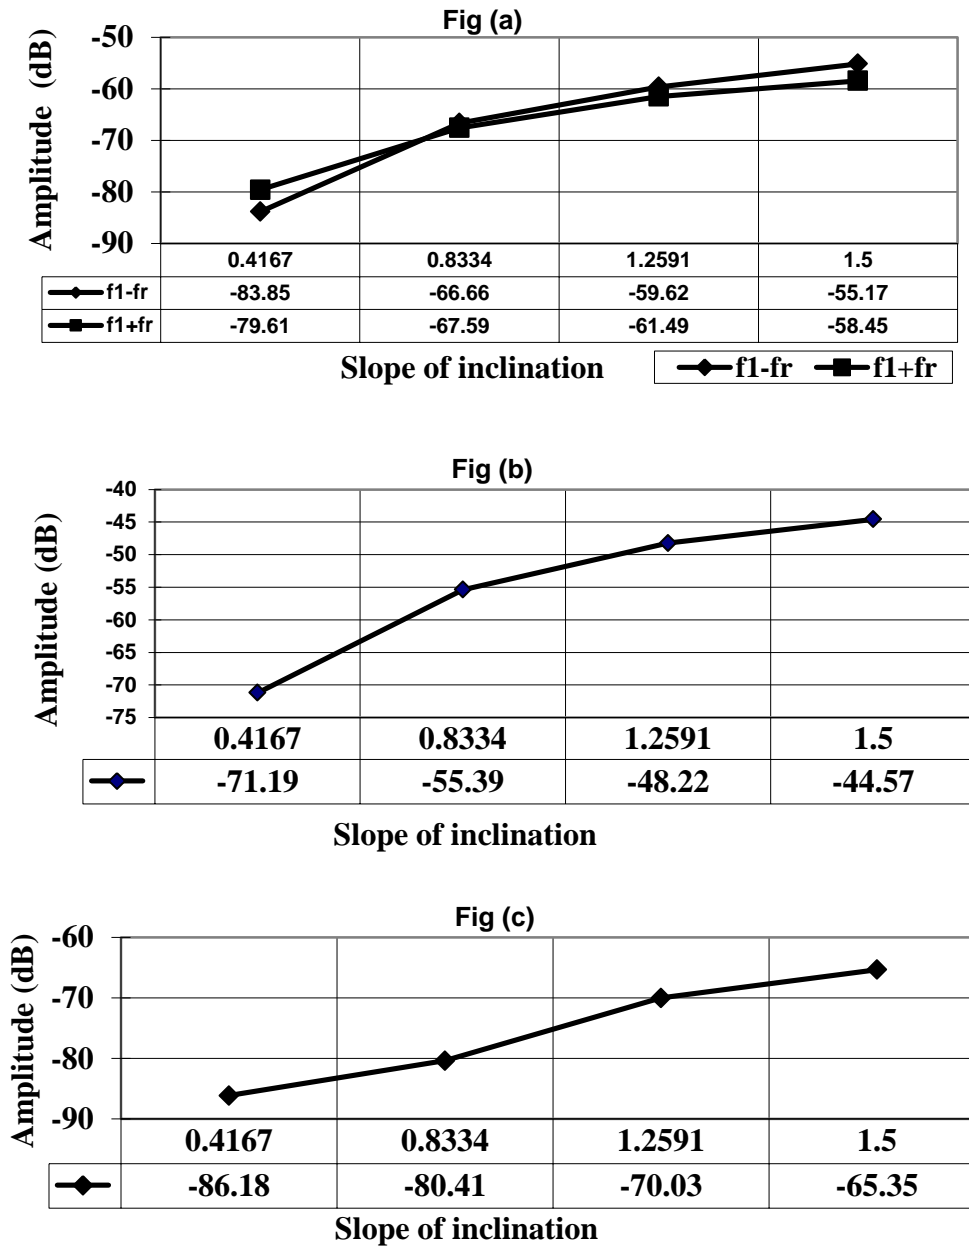 Fig (a)
Amplitude (dB)
-50
-60
-70
-80
-90
0.4167 0.8334 1.2591 1.5
f1-fr -83.85 -66.66 -59.62 -55.17
f1+fr -79.61 -67.59 -61.49 -58.45
Slope of inclination
f1-fr f1+fr
Fig (b)
Amplitude (dB)
-40
-45
-50
-55
-60
-65
-70
-75
0.4167 0.8334 1.2591 1.5
-71.19 -55.39 -48.22 -44.57
Slope of inclination
Fig (c)
Amplitude (dB)
-60
-70
-80
-90
0.4167 0.8334 1.2591 1.5
-86.18 -80.41 -70.03 -65.35
Slope of inclination